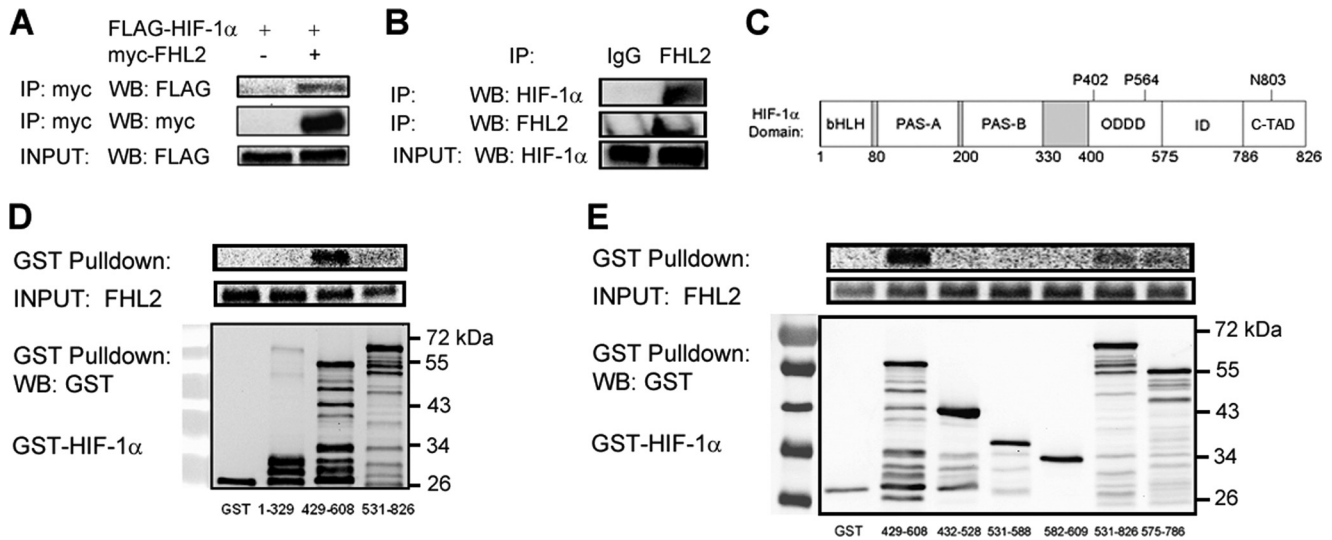 A
FLAG-HIF-1α + +
myc-FHL2 - +
IP: myc WB: FLAG
IP: myc WB: myc
INPUT: WB: FLAG
B
IP: IgG FHL2
IP: WB: HIF-1α
IP: WB: FHL2
INPUT: WB: HIF-1α
C
P402 P564 N803
HIF-1α
Domain:
bHLH PAS-A PAS-B ODDD ID C-TAD
1 80 200 330 400 575 786 826
D
GST Pulldown:
INPUT: FHL2
GST Pulldown:
WB: GST
GST-HIF-1α
72 kDa
55
43
34
26
GST 1-329 429-608 531-826
E
GST Pulldown:
INPUT: FHL2
GST Pulldown:
WB: GST
GST-HIF-1α
72 kDa
55
43
34
26
GST 429-608 432-528 531-588 582-609 531-826 575-786